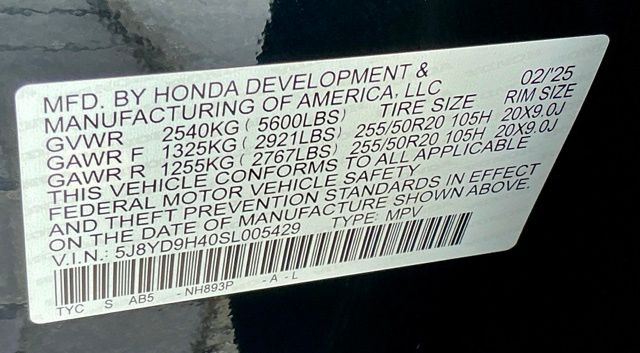 MFD. BY HONDA DEVELOPMENT & 02/'25
MANUFACTURING OF AMERICA, LLC TIRE SIZE RIM SIZE
GVWR 2540KG (5600LBS)
GAWR F 1325KG (2921LBS) 255/50R20 105H 20X9.0J
GAWR R 1255KG (2767LBS) 255/50R20 105H 20X9.0J
THIS VEHICLE CONFORMS TO ALL APPLICABLE
FEDERAL MOTOR VEHICLE SAFETY
AND THEFT PREVENTION STANDARDS IN EFFECT
ON THE DATE OF MANUFACTURE SHOWN ABOVE.
V.I.N.: 5J8YD9H40SL005429 TYPE: MPV
TYC S AB5 -NH893P -A-L